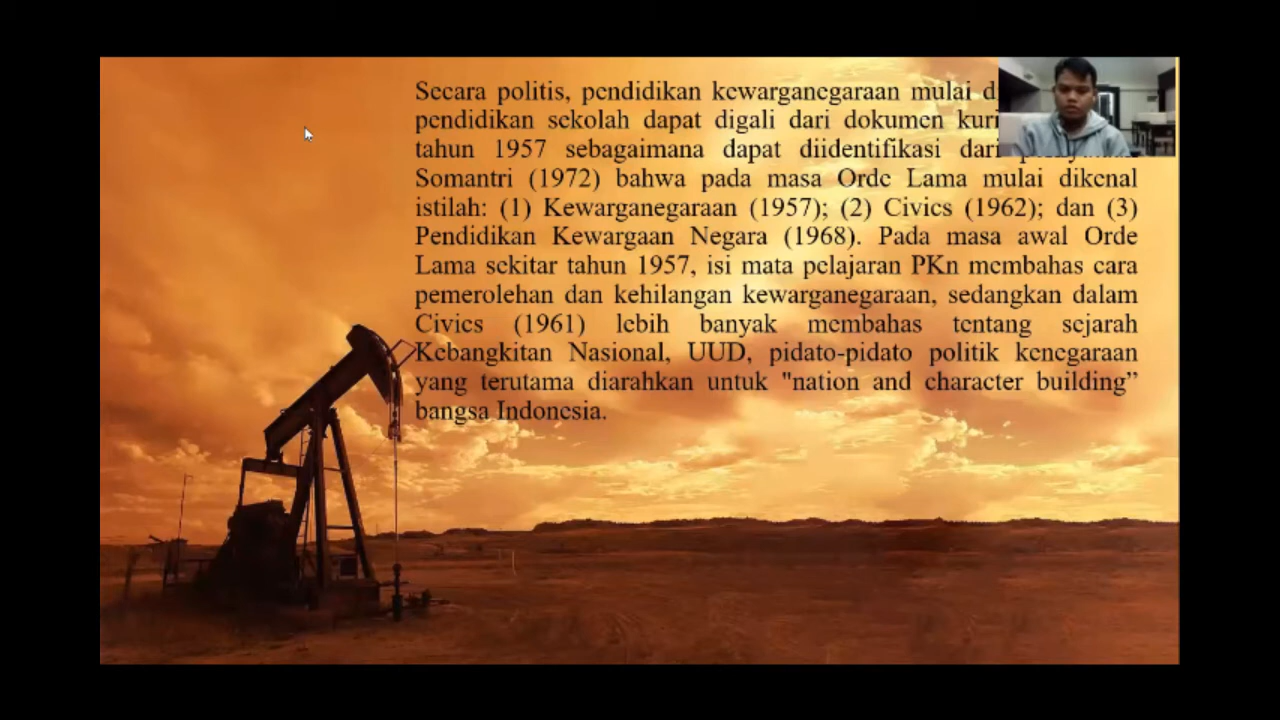 Secara politis, pendidikan kewarganegaraan mulai
pendidikan sekolah dapat digali dari dokumen
tahun 1957 sebagaimana dapat diidentifikasi dari
Somantri (1972) bahwa pada masa Orde Lama mulai dikenal
istilah: (1) Kewarganegaraan (1957); (2) Civics (1962); dan (3)
Pendidikan Kewargaan Negara (1968). Pada masa awal Orde
Lama sekitar tahun 1957, isi mata pelajaran PKn membahas cara
pemerolehan dan kehilangan kewarganegaraan, sedangkan dalam
Civics (1961) lebih banyak membahas tentang sejarah
Kebangkitan Nasional, UUD, pidato-pidato politik kenegaraan
yang terutama diarahkan untuk "nation and character building”
bangsa Indonesia.